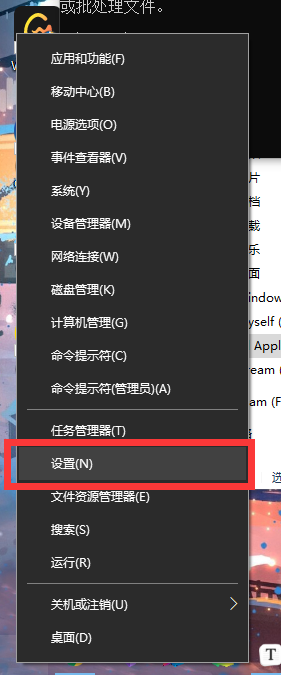 或批处理文件。
应用和功能(F)
移动中心(B)
电源选项(O)
事件查看器(V)
系统(Y)
设备管理器(M)
网络连接(W)
磁盘管理(K)
计算机管理(G)
命令提示符(C)
命令提示符(管理员)(A)
任务管理器(T)
设置(N)
文件资源管理器(E)
搜索(S)
运行(R)
关机或注销(U)
桌面(D)
片
档
载
乐
面
indow
yself (
Appl
ream (
am (F
选
T